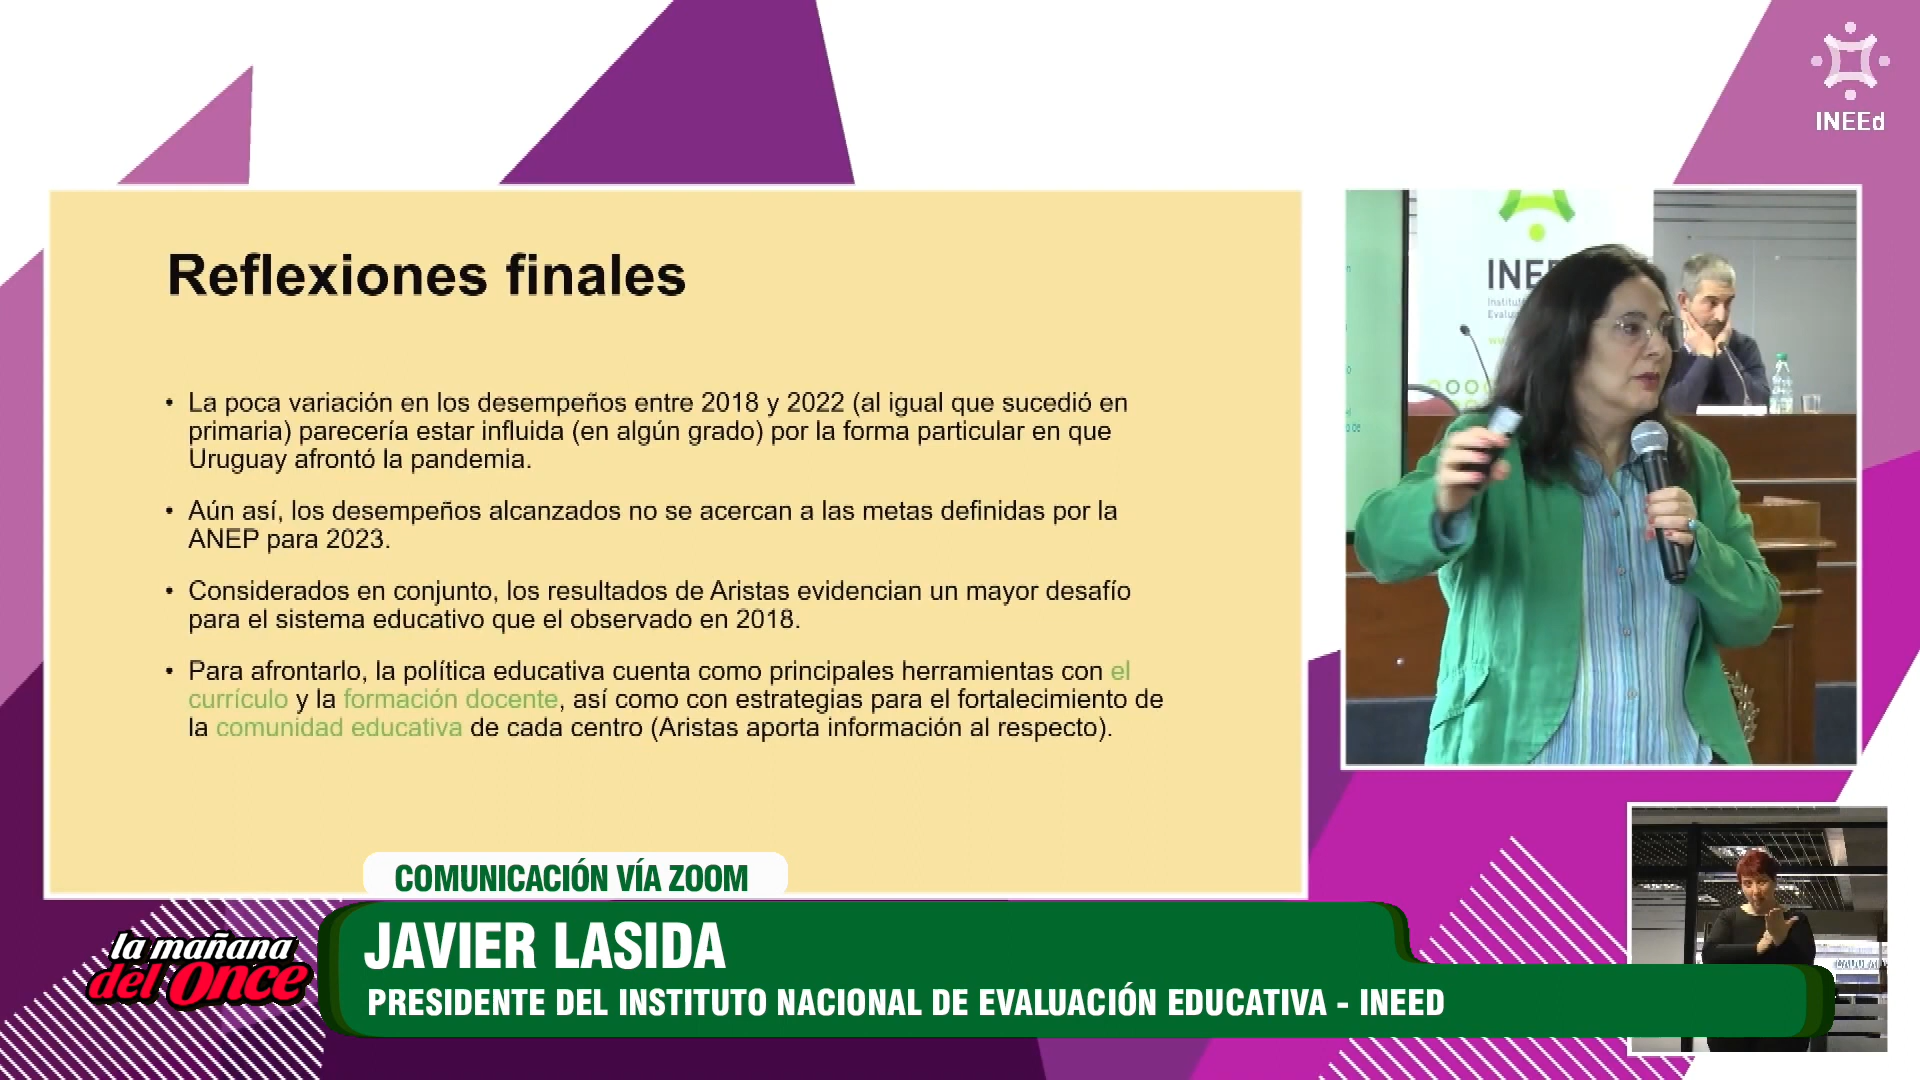 INEEd
Reflexiones finales
• La poca variación en los desempeños entre 2018 y 2022 (al igual que sucedió en
primaria) parecería estar influida (en algún grado) por la forma particular en que
Uruguay afrontó la pandemia.
• Aún así, los desempeños alcanzados no se acercan a las metas definidas por la
ANEP para 2023.
• Considerados en conjunto, los resultados de Aristas evidencian un mayor desafío
para el sistema educativo que el observado en 2018.
• Para afrontarlo, la política educativa cuenta como principales herramientas con el
currículo y la formación docente, así como con estrategias para el fortalecimiento de
la comunidad educativa de cada centro (Aristas aporta información al respecto).
COMUNICACIÓN VÍA ZOOM
JAVIER LASIDA
PRESIDENTE DEL INSTITUTO NACIONAL DE EVALUACIÓN EDUCATIVA - INEED
la mañana
del Once